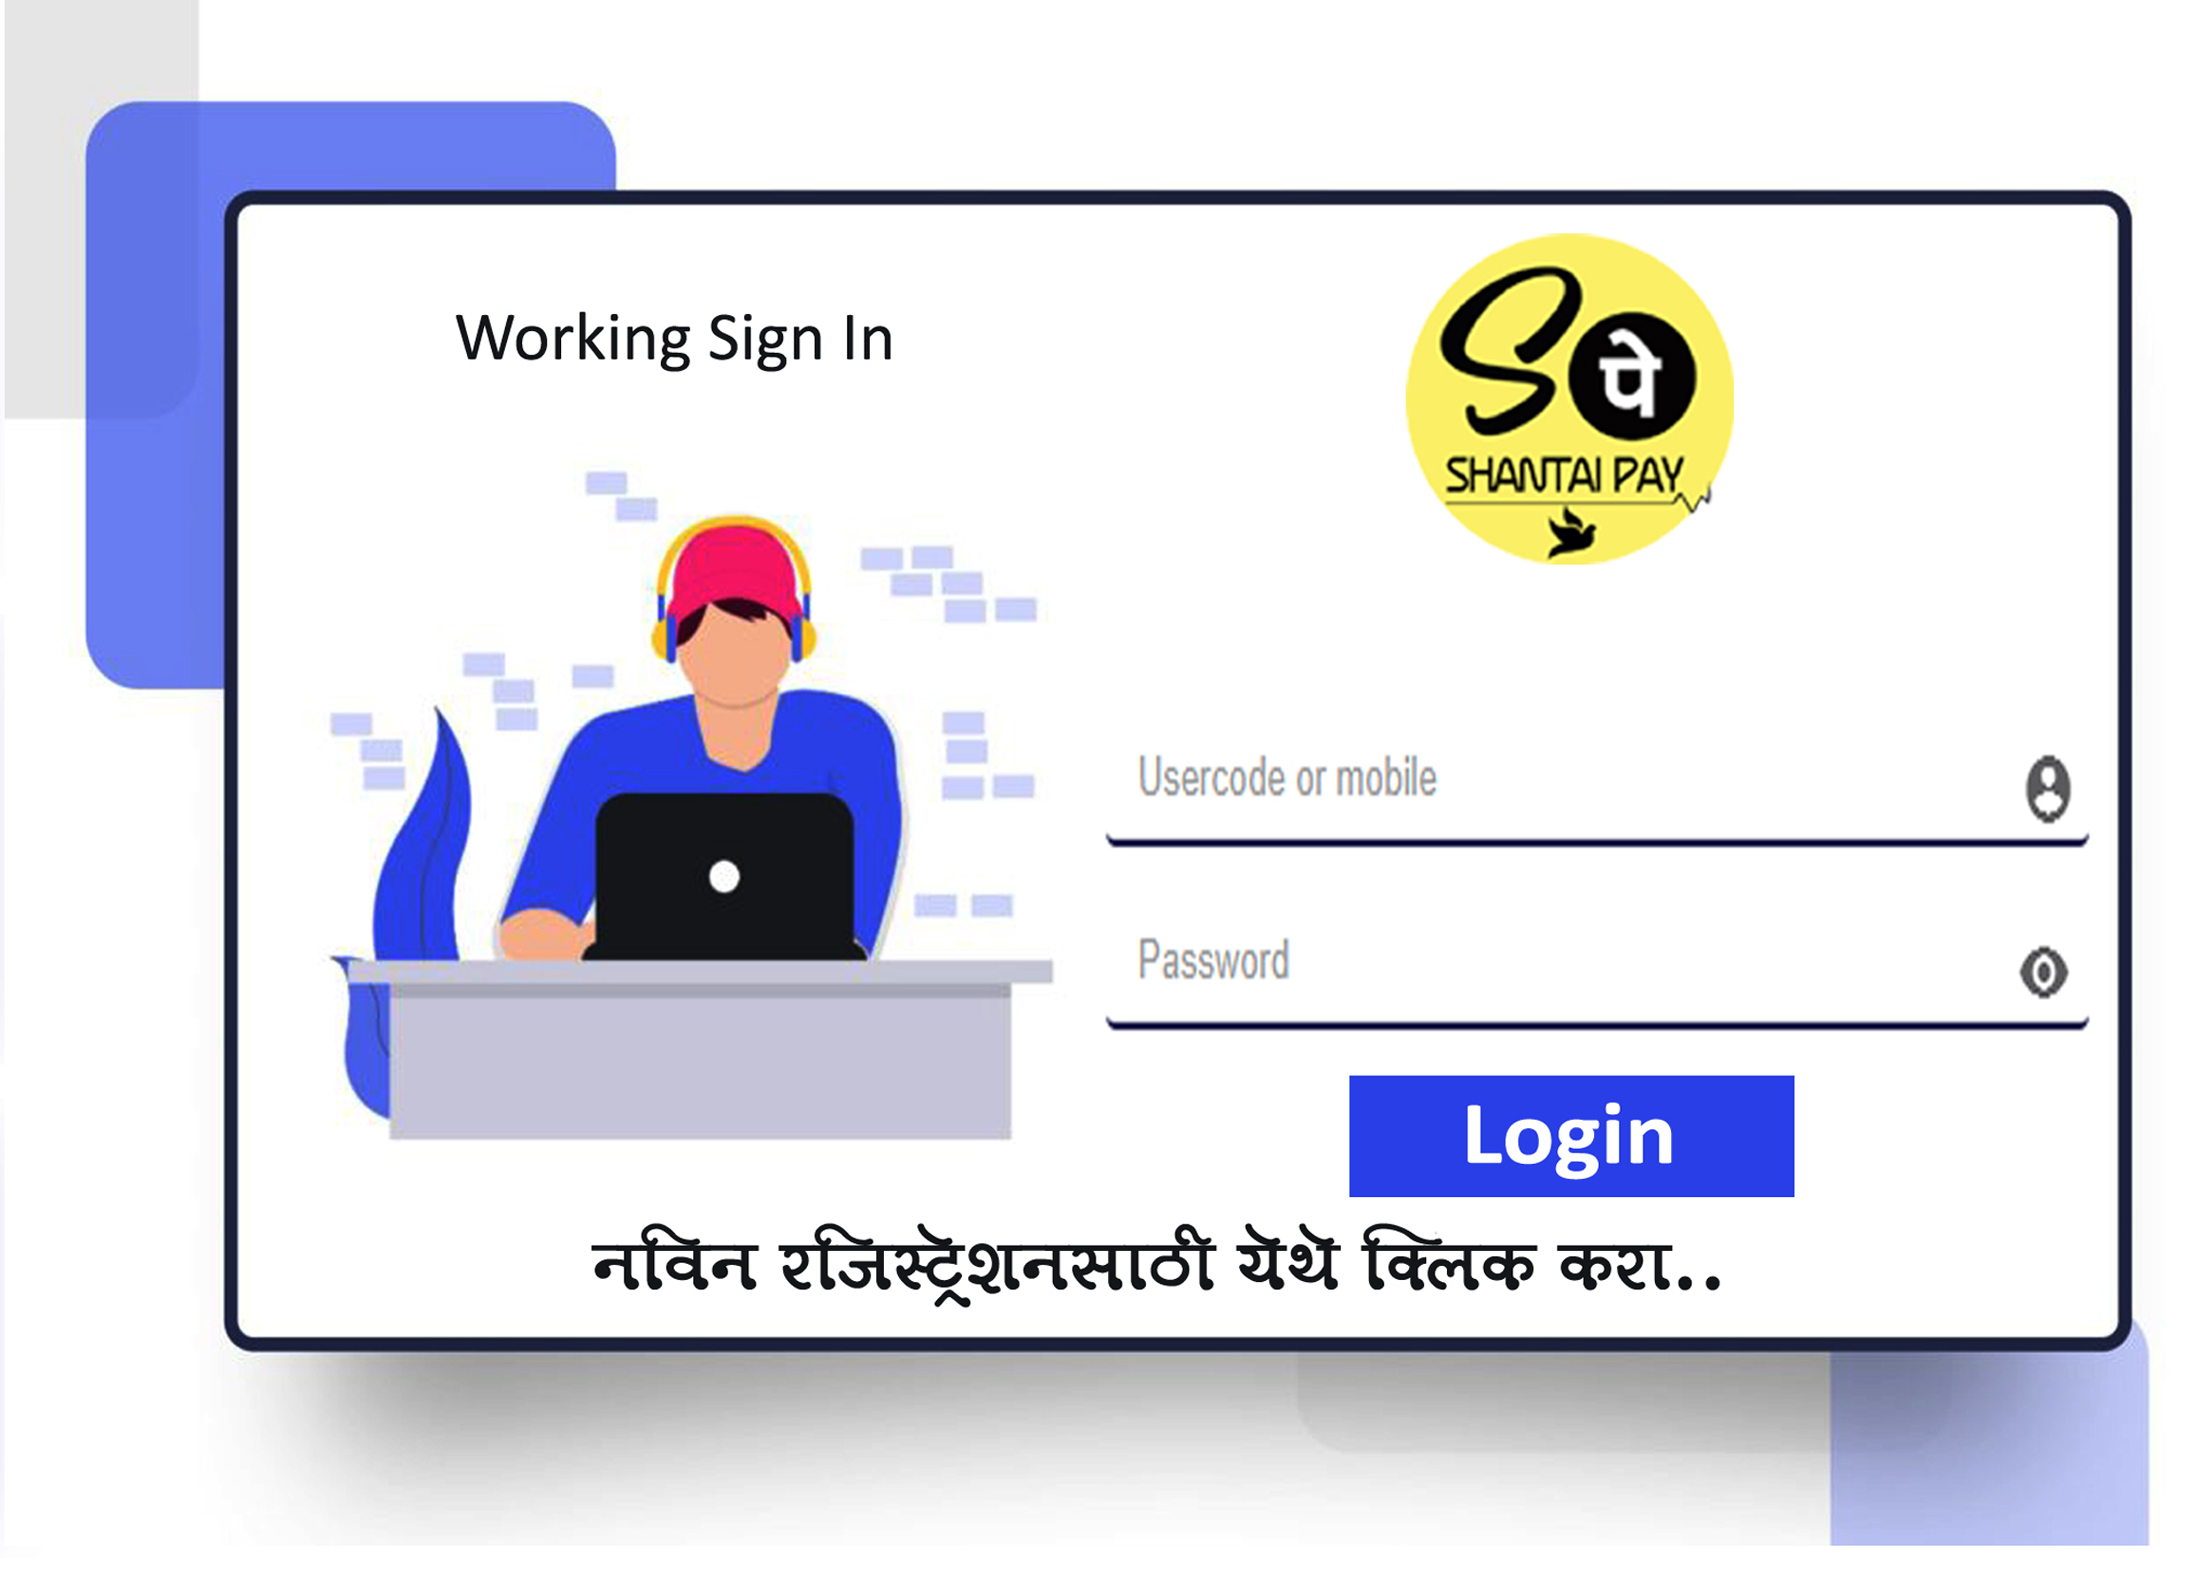 Working Sign In
S पे
SHANTAI PAY
Usercode or mobile
Password
Login
नविन रजिस्ट्रेशनसाठी येथे क्लिक करा..